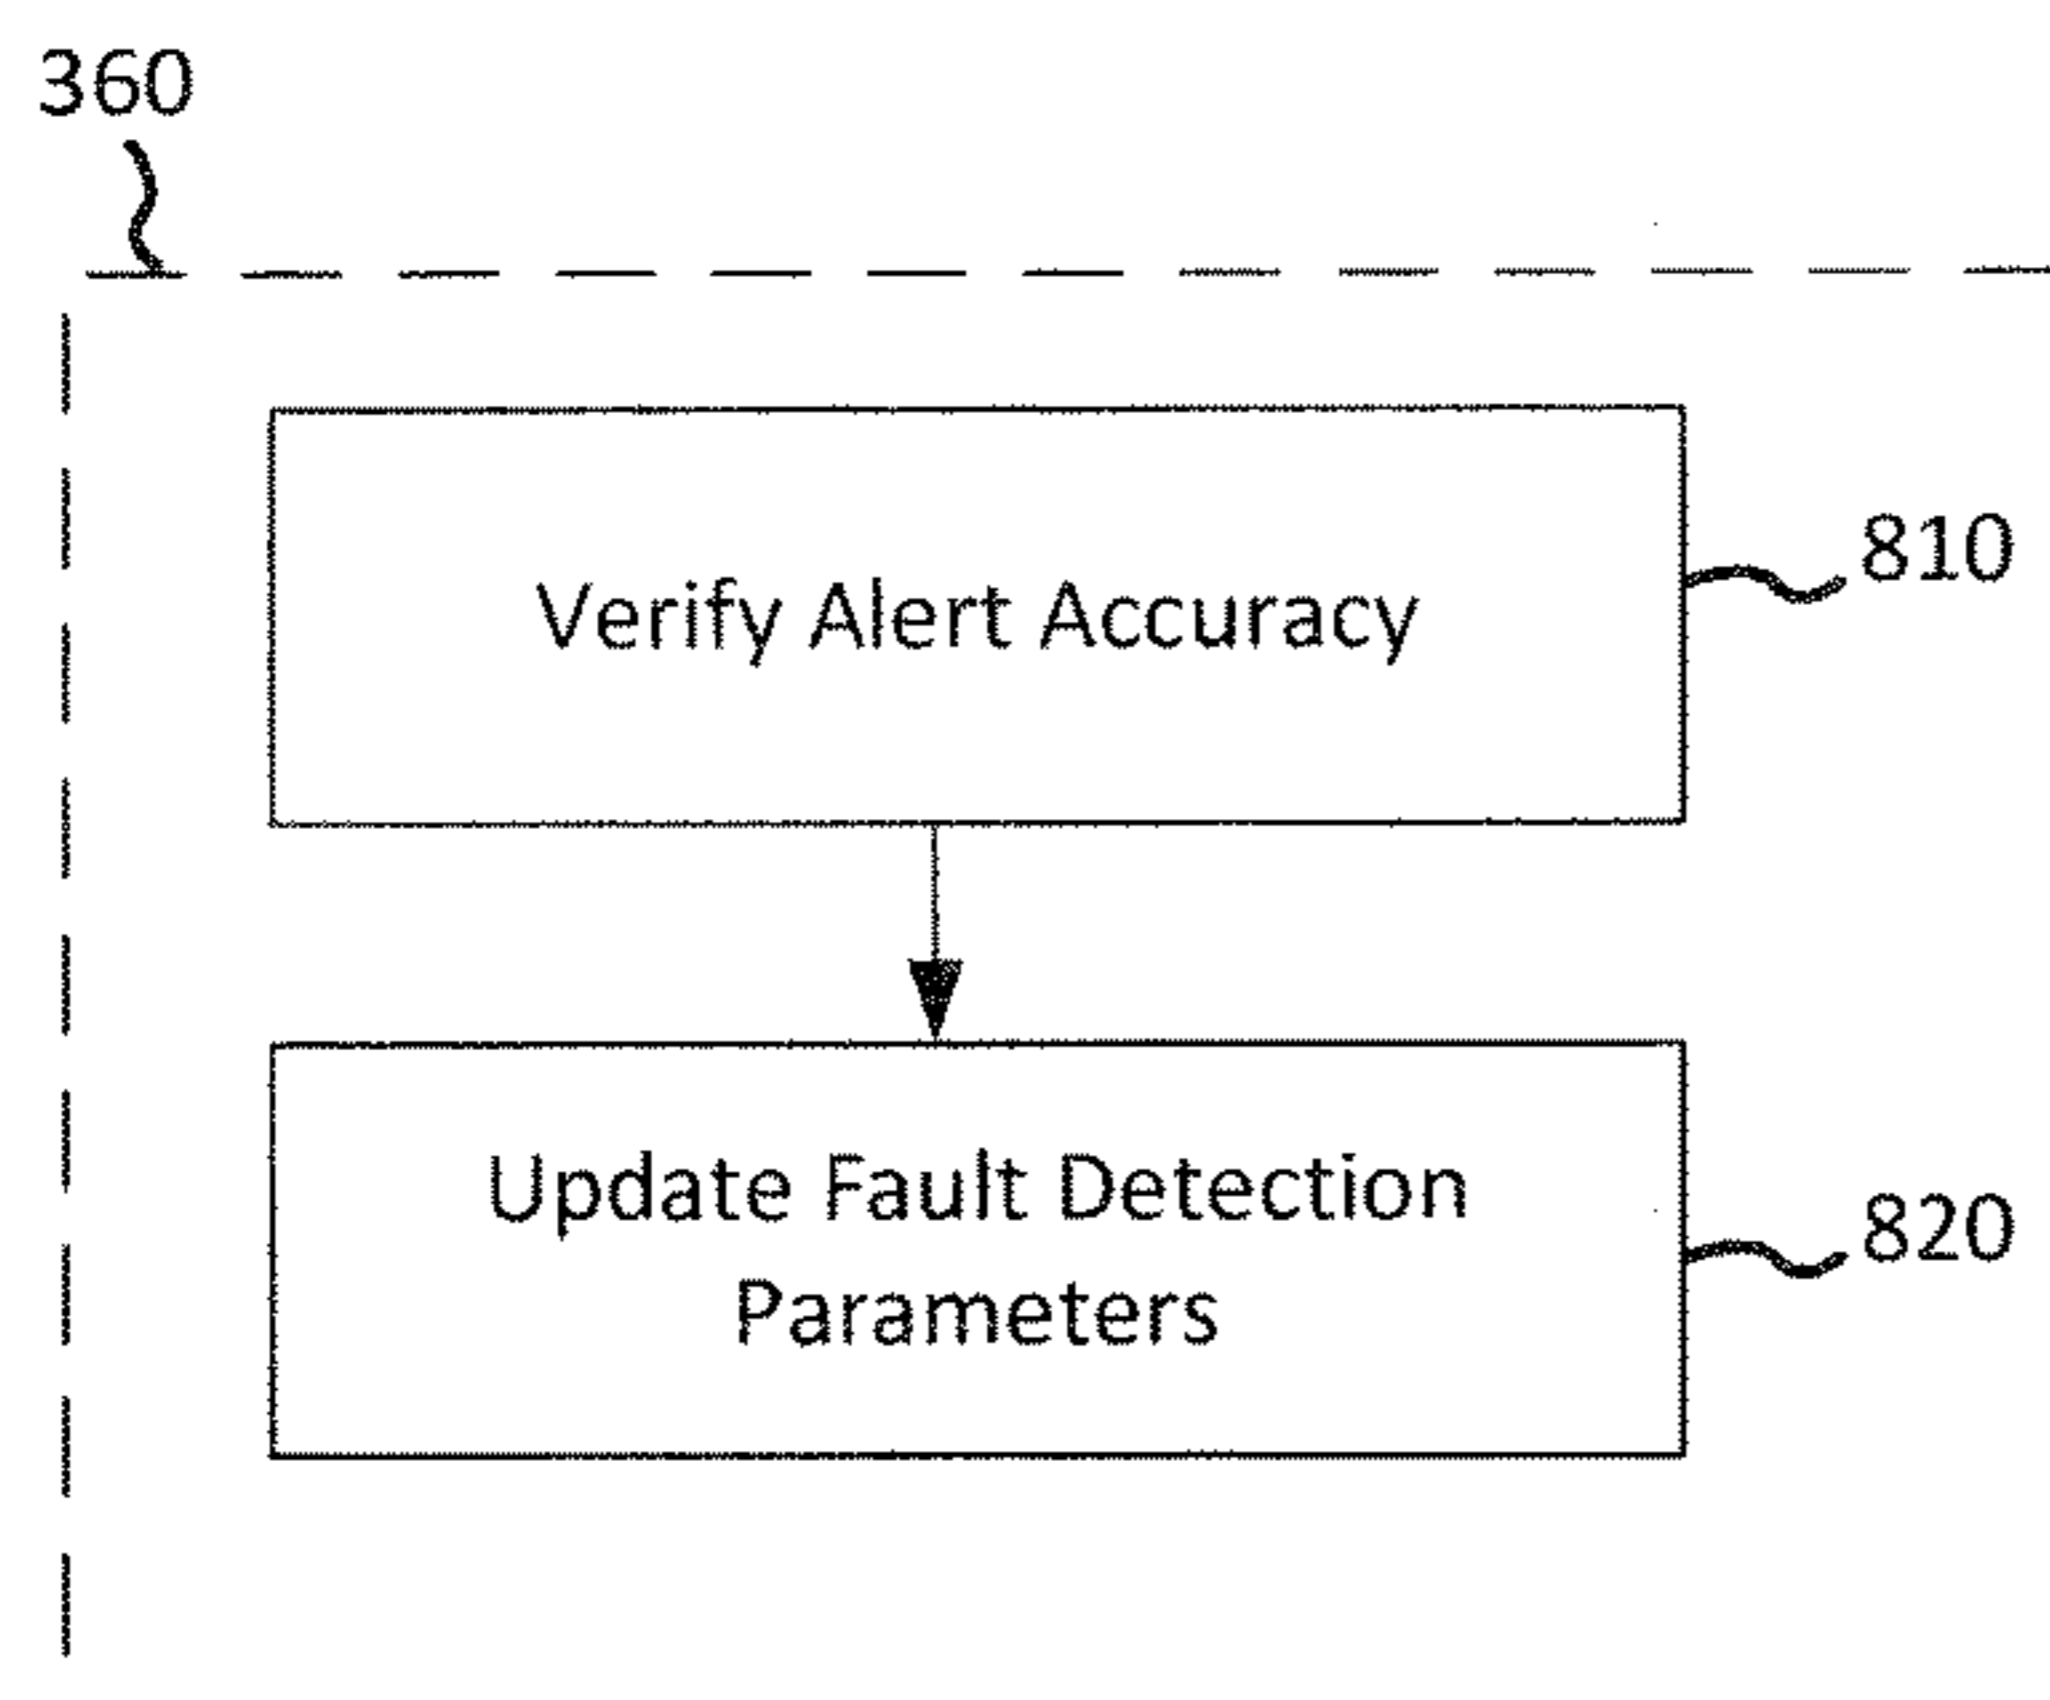 360
Verify Alert Accuracy
810
Update Fault Detection
Parameters
820